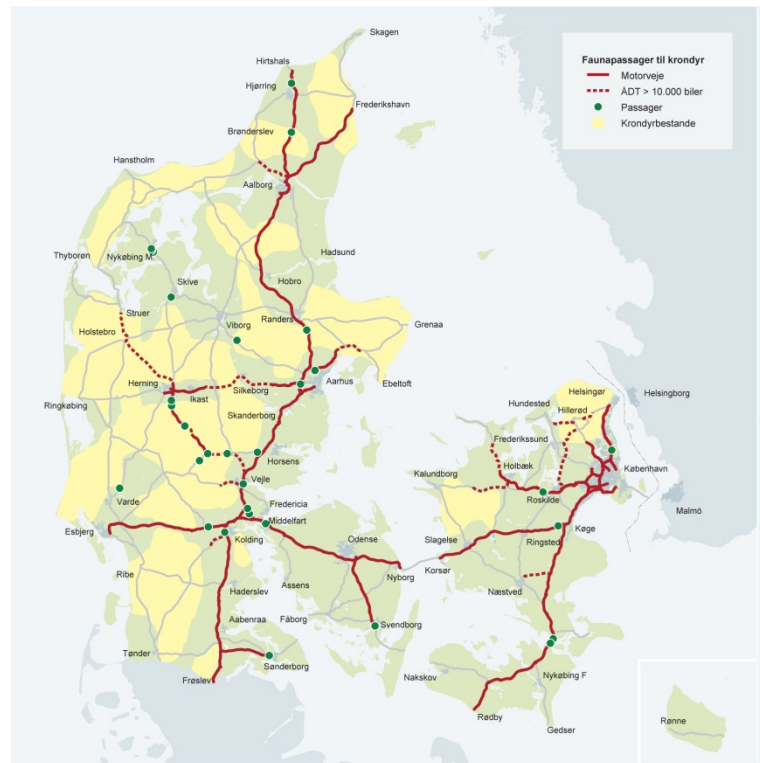 Skagen
Hirtshals
Hjørring
Frederikshavn
Brønderslev
Hanstholm
Aalborg
Faunapassager til krondyr
Motorveje
ÅDT > 10.000 biler
Passager
Krondyrbestande
Thyborøn
Nykøbing M
Hadsund
Skive
Hobro
Struer
Holstebro
Viborg
Randers
Grenaa
Herning
Ikast
Silkeborg
Aarhus
Ebeltoft
Ringkøbing
Skanderborg
Horsens
Vejle
Varde
Fredericia
Middelfart
Esbjerg
Kolding
Odense
Ribe
Assens
Nyborg
Haderslev
Aabenraa
Fåborg
Svendborg
Tønder
Sønderborg
Frøslev
Helsingør
Helsingborg
Hundested
Hillerød
Frederikssund
Kalundborg
Holbæk
København
Roskilde
Malmö
Køge
Slagelse
Ringsted
Korsør
Næstved
Nakskov
Nykøbing F
Rødby
Gedser
Rønne